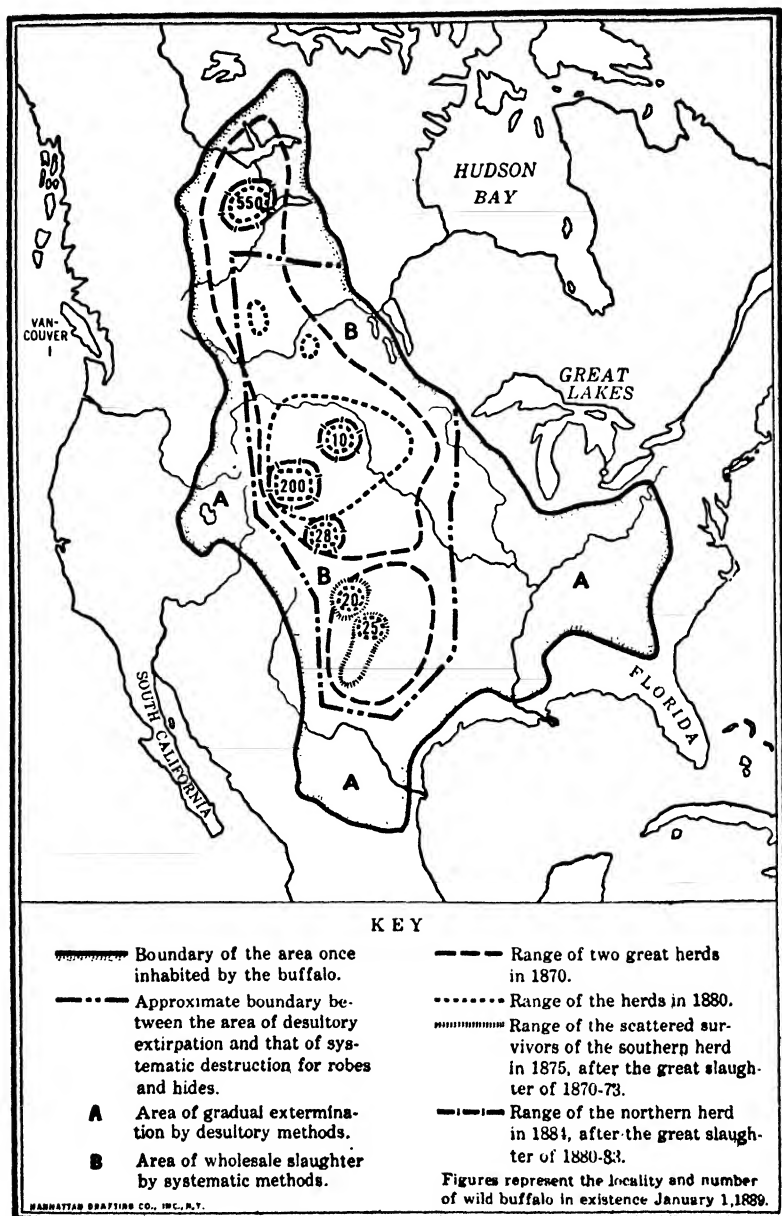 550
HUDSON
BAY
VAN-
COUVER
I
B
GREAT
LAKES
10
A
200
28
B
A
20
25
FLORIDA
SOUTH CALIFORNIA
A
KEY
Boundary of the area once
inhabited by the buffalo.
Approximate boundary be-
tween the area of desultory
extirpation and that of sys-
tematic destruction for robes
and hides.
A Area of gradual extermina-
tion by desultory methods.
B Area of wholesale slaughter
by systematic methods.
MANHATTAN DRAFTING CO., INC., N.Y.
Range of two great herds
in 1870.
Range of the herds in 1880.
Range of the scattered sur-
vivors of the southern herd
in 1875, after the great slaugh-
ter of 1870-73.
Range of the northern herd
in 1884, after the great slaugh-
ter of 1880-83.
Figures represent the locality and number
of wild buffalo in existence January 1,1889.